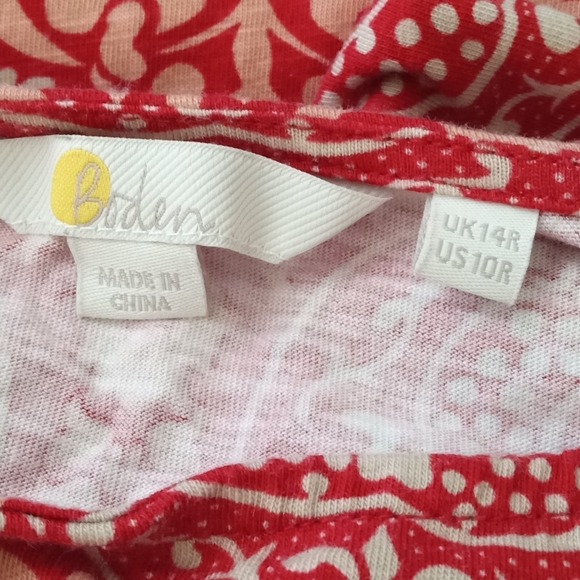 Boden
MADE IN
CHINA
UK14R
US10R